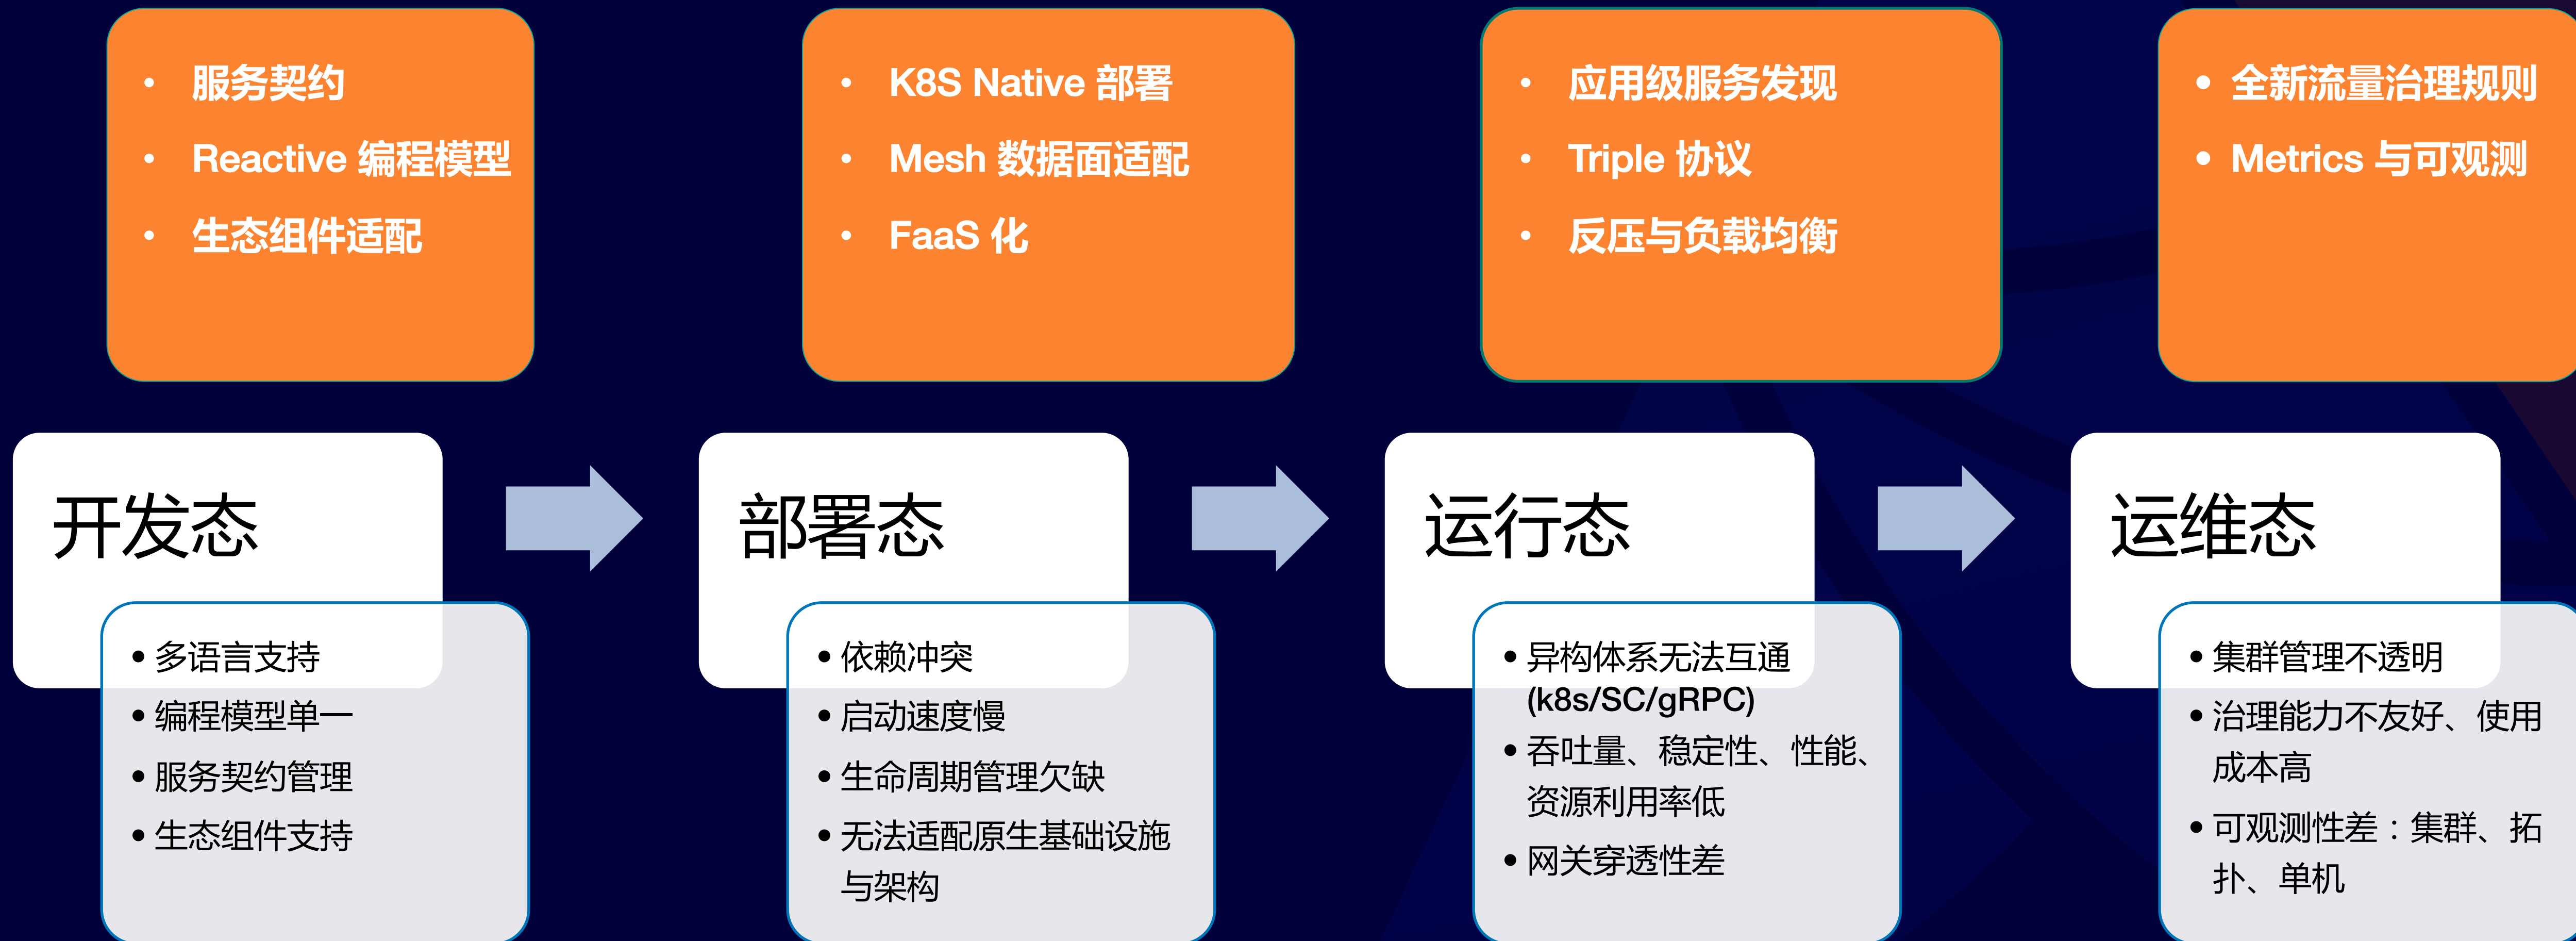 • 服务契约
• Reactive 编程模型
• 生态组件适配
• K8S Native 部署
• Mesh 数据面适配
• FaaS 化
• 应用级服务发现
• Triple 协议
• 反压与负载均衡
• 全新流量治理规则
• Metrics 与可观测
开发态
• 多语言支持
• 编程模型单一
• 服务契约管理
• 生态组件支持
部署态
• 依赖冲突
• 启动速度慢
• 生命周期管理欠缺
• 无法适配原生基础设施
与架构
运行态
• 异构体系无法互通
(k8s/SC/gRPC)
• 吞吐量、稳定性、性能、
资源利用率低
• 网关穿透性差
运维态
• 集群管理不透明
• 治理能力不友好、使用
成本高
• 可观测性差：集群、拓
扑、单机